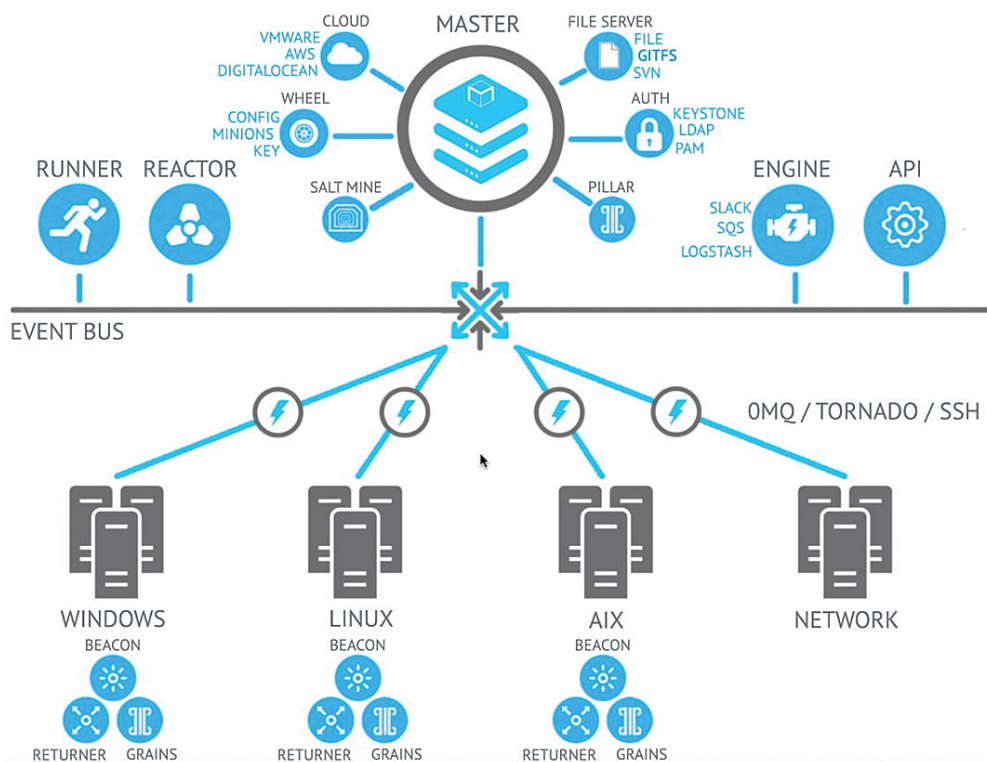 CLOUD
VMWARE
AWS
DIGITALOCEAN
MASTER
FILE SERVER
FILE
GITFS
SVN
WHEEL
CONFIG
MINIONS
KEY
AUTH
KEYSTONE
LDAP
PAM
RUNNER
REACTOR
SALT MINE
PILLAR
ENGINE
SLACK
SQS
LOGSTASH
API
EVENT BUS
0MQ / TORNADO / SSH
WINDOWS
LINUX
AIX
NETWORK
BEACON
BEACON
BEACON
RETURNER
GRAINS
RETURNER
GRAINS
RETURNER
GRAINS